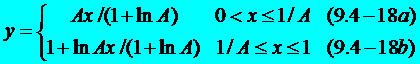 y = { Ax /(1+ln A) 0 < x ≤ 1/ A (9.4−18a)
1+ln Ax /(1+ln A) 1/ A ≤ x ≤ 1 (9.4−18b)